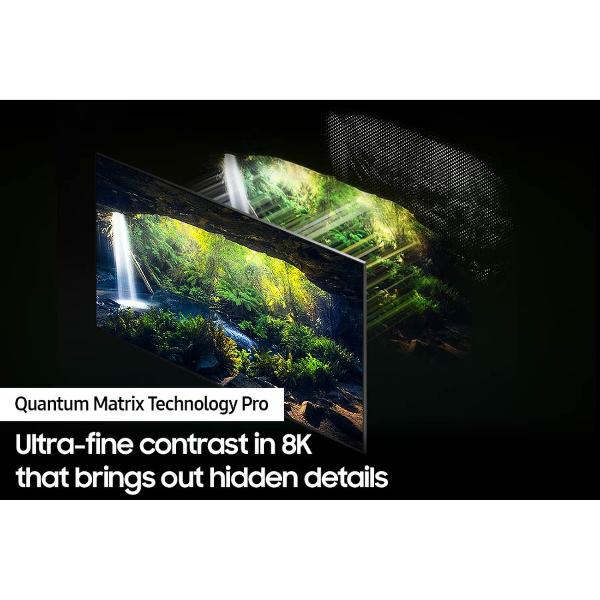 Quantum Matrix Technology Pro
Ultra-fine contrast in 8K
that brings out hidden details